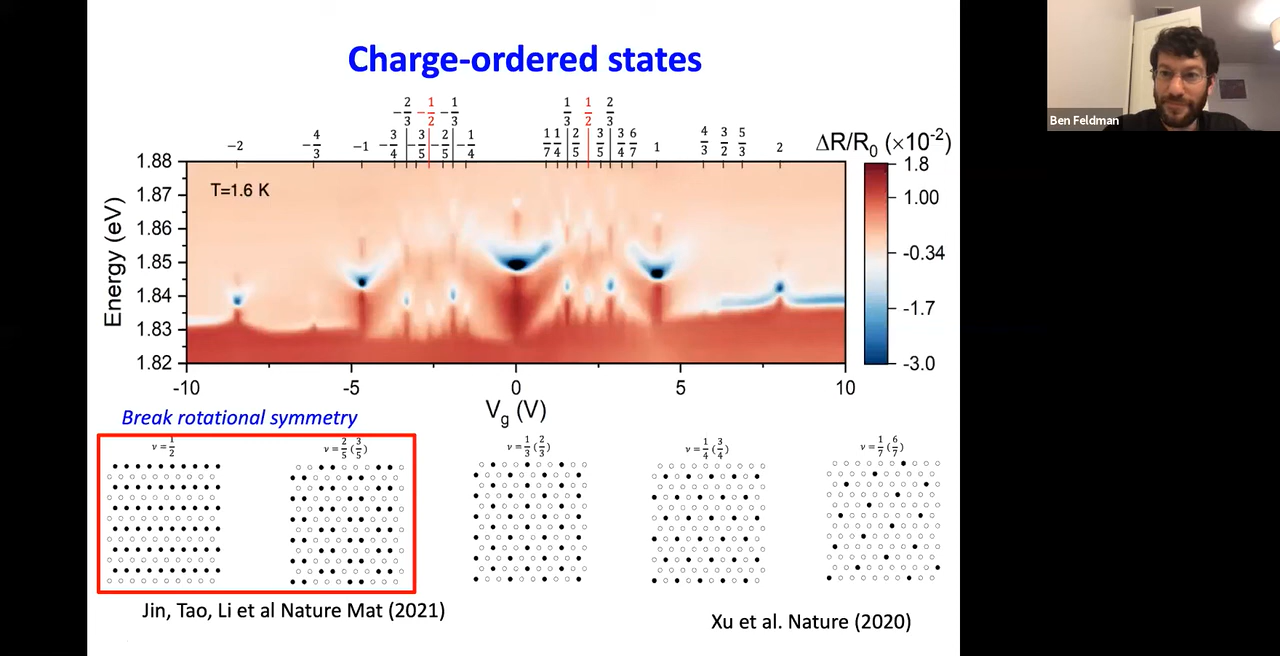 Charge-ordered states
Ben Feldman
-2 -4/3 -1 -3/4 -2/3 -3/5 -1/2 -2/5 -1/3 -1/4 1/7 1/4 1/3 2/5 1/2 3/5 2/3 3/4 6/7 1 4/3 3/2 5/3 2
ΔR/R₀ (×10⁻²)
T=1.6 K
Energy (eV)
1.88
1.87
1.86
1.85
1.84
1.83
1.82
1.8
1.00
-0.34
-1.7
-3.0
-10 -5 0 5 10
Vg (V)
Break rotational symmetry
ν = 1/2
ν = 2/5 (3/5)
ν = 1/3 (2/3)
ν = 1/4 (3/4)
ν = 1/7 (6/7)
Jin, Tao, Li et al Nature Mat (2021)
Xu et al. Nature (2020)